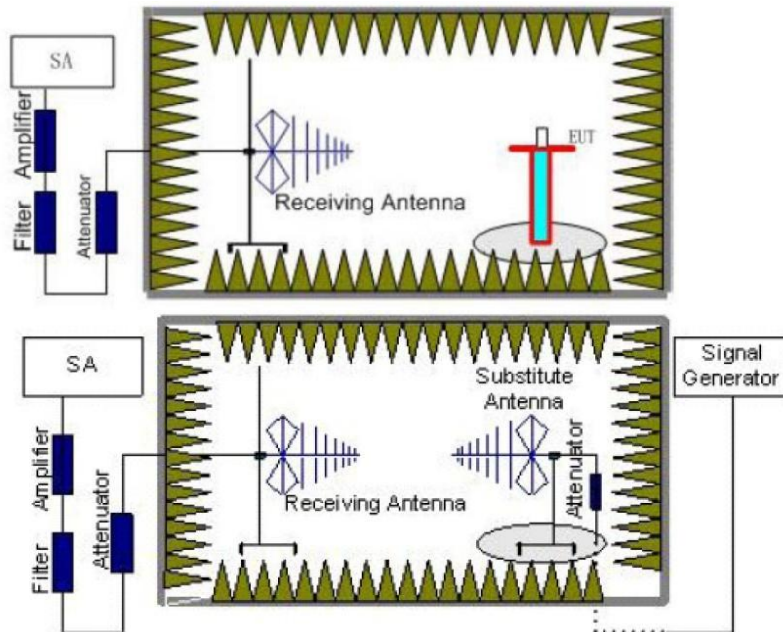 SA
Amplifier
Filter
Attenuator
Receiving Antenna
EUT
SA
Amplifier
Filter
Attenuator
Receiving Antenna
Substitute
Antenna
Attenuator
Signal
Generator